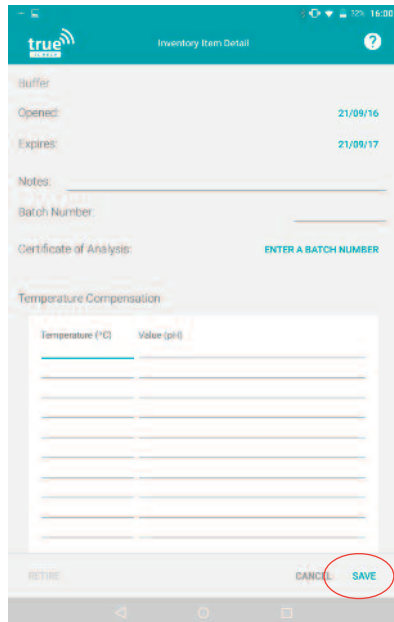 52% 16:00
true
Inventory Item Detail
?
Buffer
Opened: 21/09/16
Expires: 21/09/17
Notes:
Batch Number:
Certificate of Analysis: ENTER A BATCH NUMBER
Temperature Compensation
Temperature (°C) Value (pH)
RETIRE CANCEL SAVE